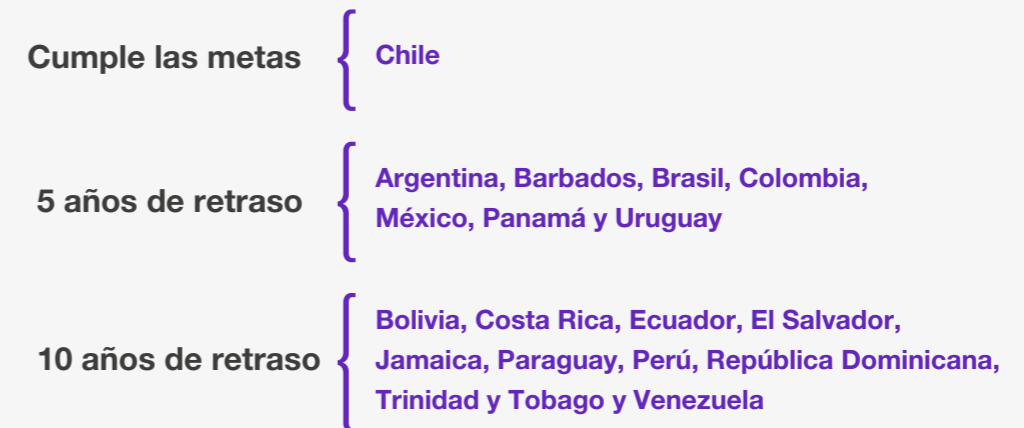 Cumple las metas
Chile
5 años de retraso
Argentina, Barbados, Brasil, Colombia,
México, Panamá y Uruguay
10 años de retraso
Bolivia, Costa Rica, Ecuador, El Salvador,
Jamaica, Paraguay, Perú, República Dominicana,
Trinidad y Tobago y Venezuela